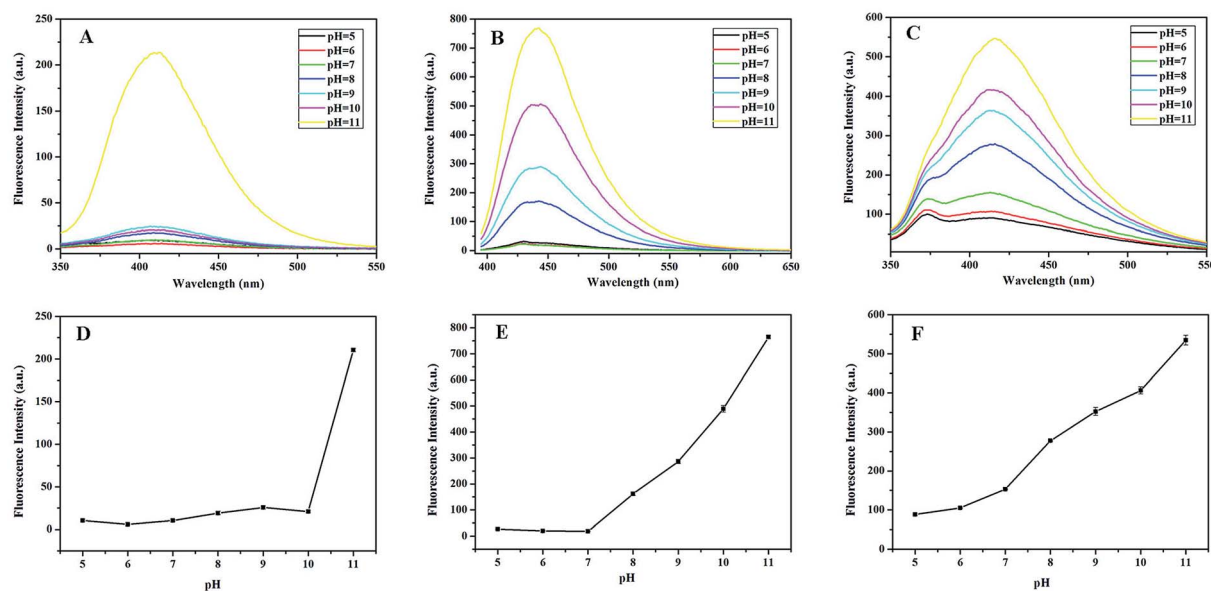 A
Fluorescence Intensity (a.u.)
250
200
150
100
50
0
350
400
450
500
550
Wavelength (nm)
pH=5
pH=6
pH=7
pH=8
pH=9
pH=10
pH=11
B
Fluorescence Intensity (a.u.)
800
700
600
500
400
300
200
100
0
400
450
500
550
600
650
Wavelength (nm)
pH=5
pH=6
pH=7
pH=8
pH=9
pH=10
pH=11
C
Fluorescence Intensity (a.u.)
600
500
400
300
200
100
350
400
450
500
550
Wavelength (nm)
pH=5
pH=6
pH=7
pH=8
pH=9
pH=10
pH=11
D
Fluorescence Intensity (a.u.)
250
200
150
100
50
25
0
5
6
7
8
9
10
11
pH
E
Fluorescence Intensity (a.u.)
800
700
600
500
400
300
200
100
0
5
6
7
8
9
10
11
pH
F
Fluorescence Intensity (a.u.)
600
500
400
300
200
150
100
0
5
6
7
8
9
10
11
pH